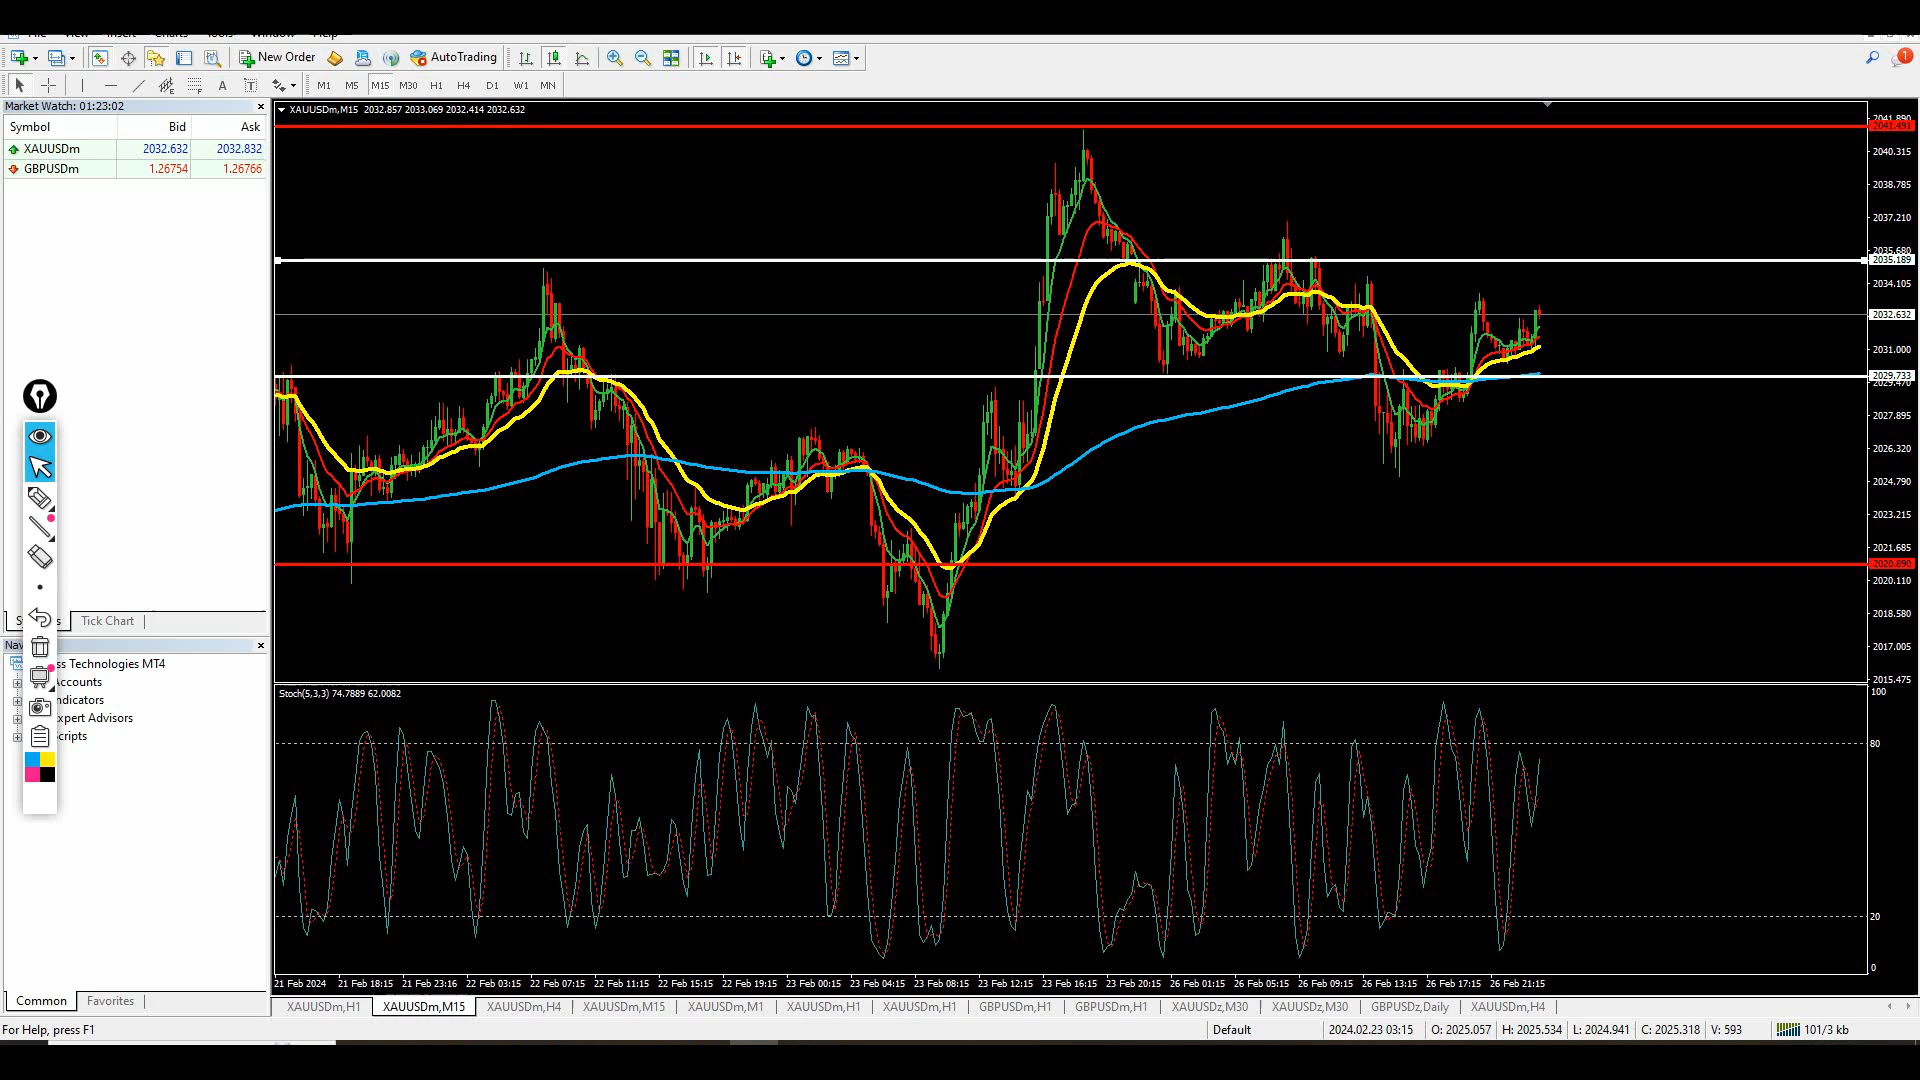 New Order
AutoTrading
A
T
M1 M5 M15 M30 H1 H4 D1 W1 MN
Market Watch: 01:23:02
Symbol Bid Ask
XAUUSDm 2032.632 2032.832
GBPUSDm 1.26754 1.26766
Tick Chart
ss Technologies MT4
Accounts
ndicators
xpert Advisors
cripts
Common Favorites
XAUUSDm,M15 2032.857 2033.069 2032.414 2032.632
2041.890
2041.491
2040.315
2038.785
2037.210
2035.680
2035.189
2034.105
2032.632
2031.000
2029.733
2029.470
2027.895
2026.320
2024.790
2023.215
2021.685
2020.890
2020.110
2018.580
2017.005
2015.475
Stoch(5,3,3) 74.7889 62.0082
100
80
20
0
21 Feb 2024 21 Feb 18:15 21 Feb 23:16 22 Feb 03:15 22 Feb 07:15 22 Feb 11:15 22 Feb 15:15 22 Feb 19:15 23 Feb 00:15 23 Feb 04:15 23 Feb 08:15 23 Feb 12:15 23 Feb 16:15 23 Feb 20:15 26 Feb 01:15 26 Feb 05:15 26 Feb 09:15 26 Feb 13:15 26 Feb 17:15 26 Feb 21:15
XAUUSDm,H1 XAUUSDm,M15 XAUUSDm,H4 XAUUSDm,M15 XAUUSDm,M1 XAUUSDm,H1 XAUUSDm,H1 GBPUSDm,H1 GBPUSDm,H1 XAUUSDz,M30 XAUUSDz,M30 GBPUSDz,Daily XAUUSDm,H4
For Help, press F1 Default 2024.02.23 03:15 O: 2025.057 H: 2025.534 L: 2024.941 C: 2025.318 V: 593 101/3 kb